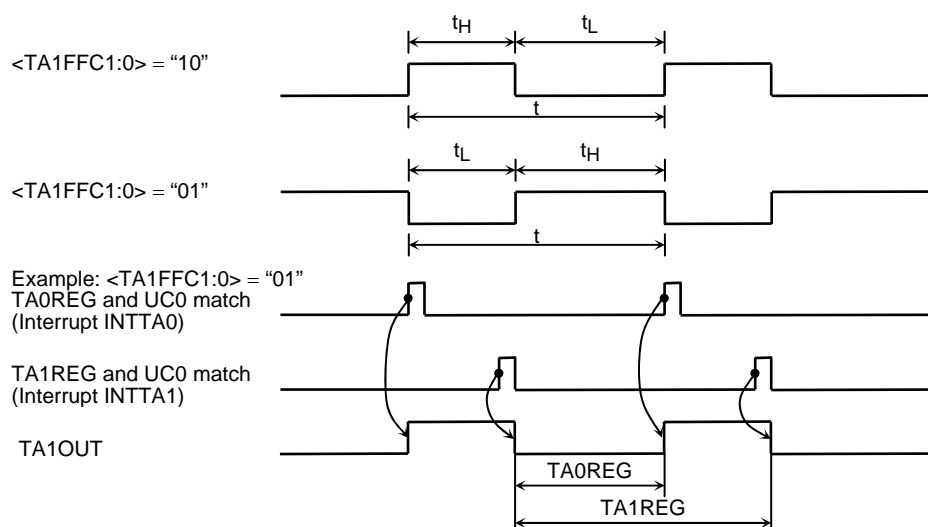 tH tL
<TA1FFC1:0> = “10”
t
tL tH
<TA1FFC1:0> = “01”
t
Example: <TA1FFC1:0> = “01”
TA0REG and UC0 match
(Interrupt INTTA0)
TA1REG and UC0 match
(Interrupt INTTA1)
TA1OUT
TA0REG
TA1REG